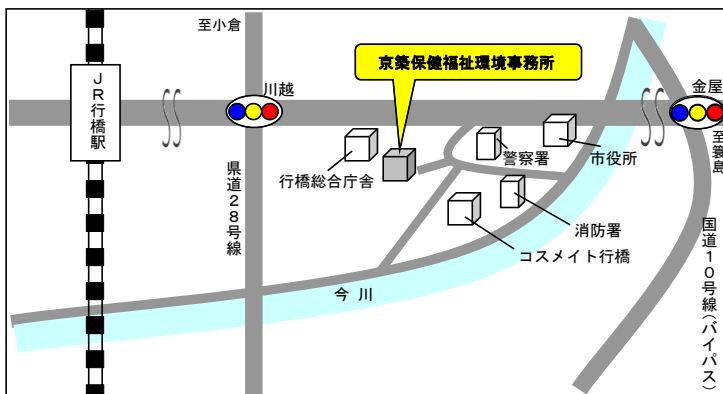 至小倉
京築保健福祉環境事務所
金屋
川越
JR行橋駅
至簑島
警察署
市役所
行橋総合庁舎
県道28号線
消防署
コスメイト行橋
国道10号線(バイパス)
今川